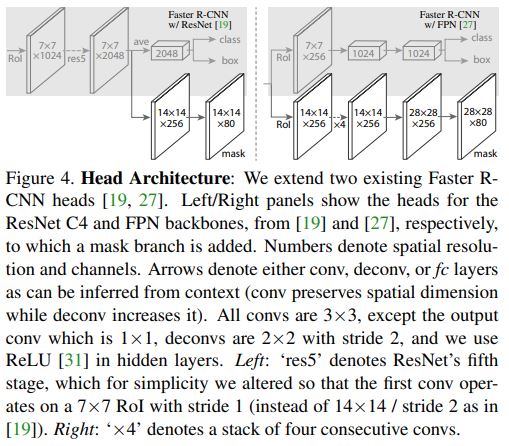 Faster R-CNN
w/ ResNet [19]
RoI
7×7
×1024
res5
7×7
×2048
ave
2048
class
box
14×14
×256
14×14
×80
mask
Faster R-CNN
w/ FPN [27]
RoI
7×7
×256
1024
1024
class
box
RoI
14×14
×256
×4
14×14
×256
28×28
×256
28×28
×80
mask
Figure 4. Head Architecture: We extend two existing Faster R-
CNN heads [19, 27]. Left/Right panels show the heads for the
ResNet C4 and FPN backbones, from [19] and [27], respectively,
to which a mask branch is added. Numbers denote spatial resolu-
tion and channels. Arrows denote either conv, deconv, or fc layers
as can be inferred from context (conv preserves spatial dimension
while deconv increases it). All convs are 3×3, except the output
conv which is 1×1, deconvs are 2×2 with stride 2, and we use
ReLU [31] in hidden layers. Left: ‘res5’ denotes ResNet's fifth
stage, which for simplicity we altered so that the first conv oper-
ates on a 7×7 RoI with stride 1 (instead of 14×14 / stride 2 as in
[19]). Right: ‘×4’ denotes a stack of four consecutive convs.